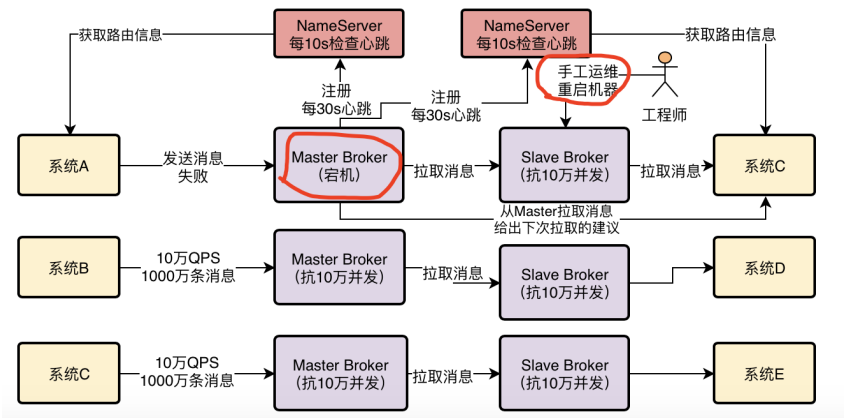 NameServer
每10s检查心跳
NameServer
每10s检查心跳
获取路由信息
获取路由信息
手工运维
重启机器
工程师
注册
每30s心跳
注册
每30s心跳
系统A
发送消息
失败
Master Broker
（宕机）
拉取消息
Slave Broker
（抗10万并发）
拉取消息
系统C
从Master拉取消息
给出下次拉取的建议
系统B
10万QPS
1000万条消息
Master Broker
（抗10万并发）
拉取消息
Slave Broker
（抗10万并发）
系统D
系统C
10万QPS
1000万条消息
Master Broker
（抗10万并发）
拉取消息
Slave Broker
（抗10万并发）
系统E